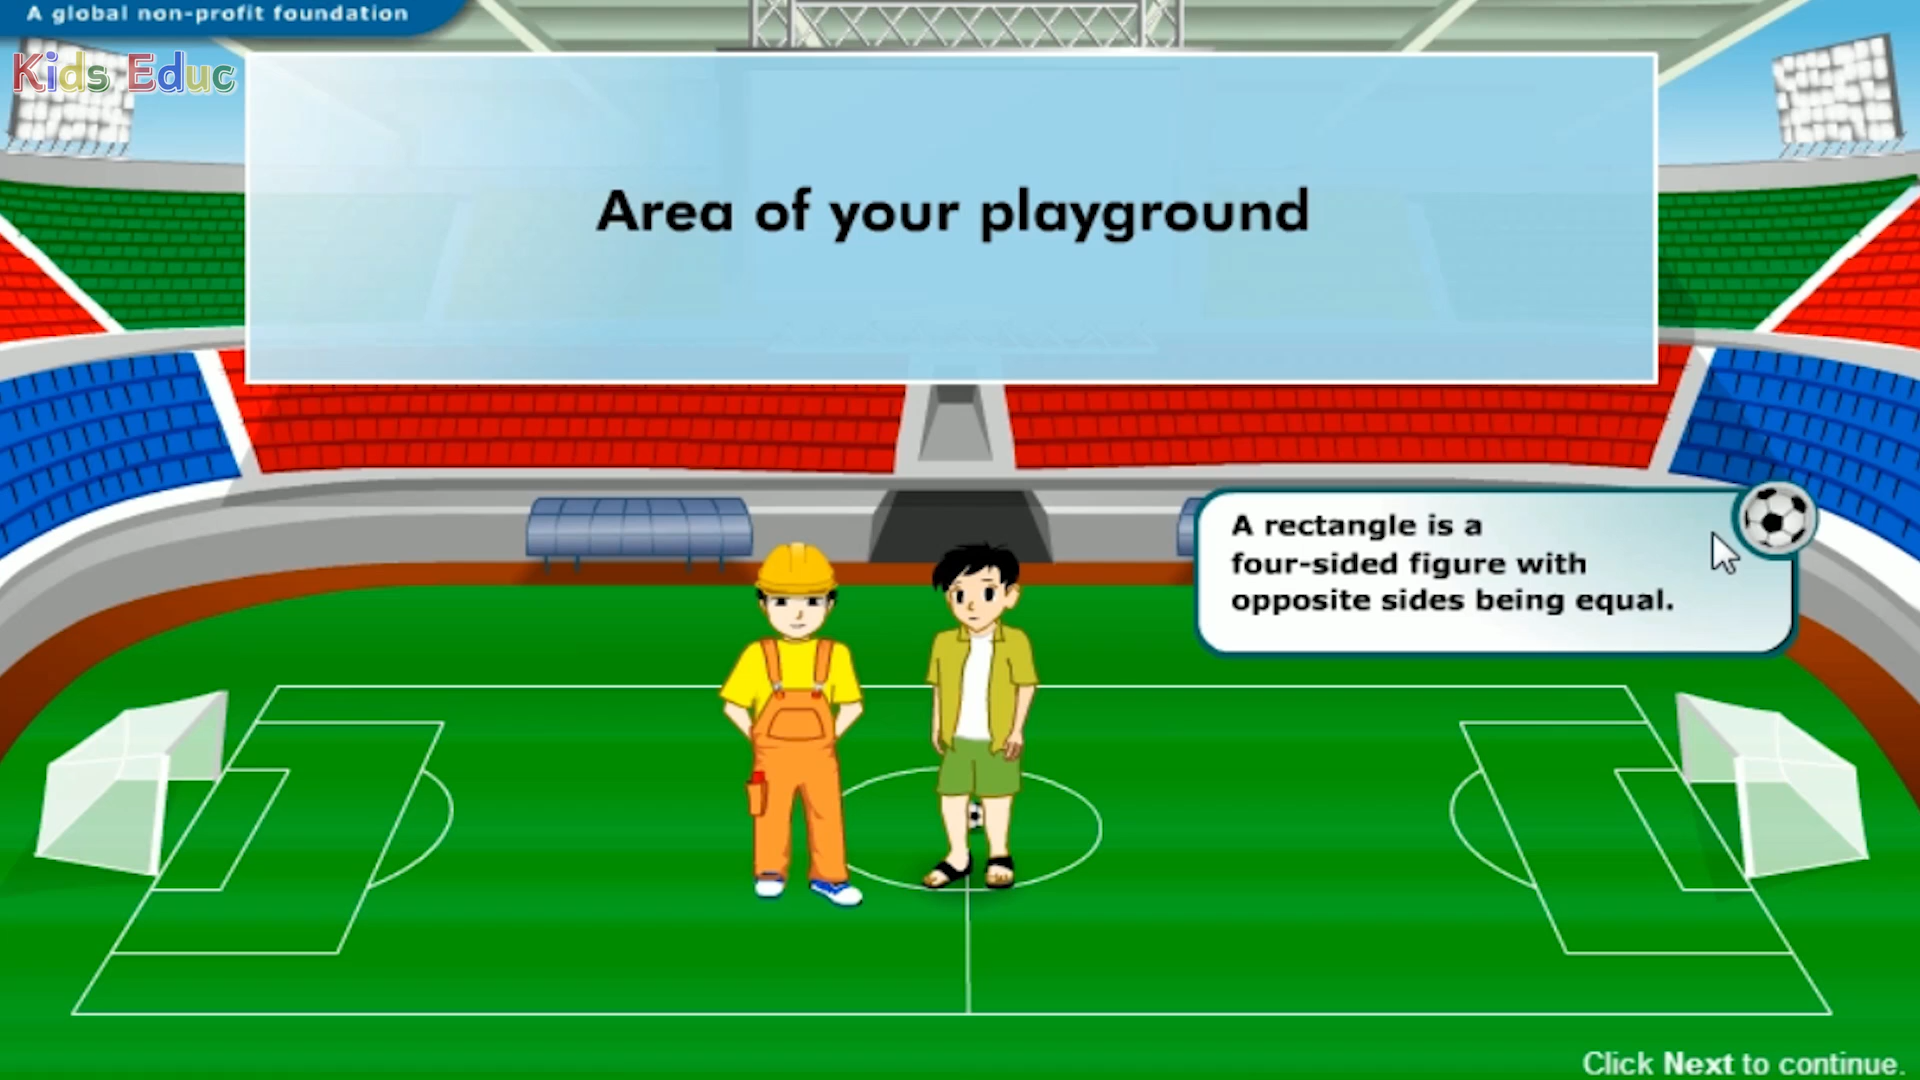 A global non-profit foundation
Kids Educ
Area of your playground
A rectangle is a
four-sided figure with
opposite sides being equal.
Click Next to continue.